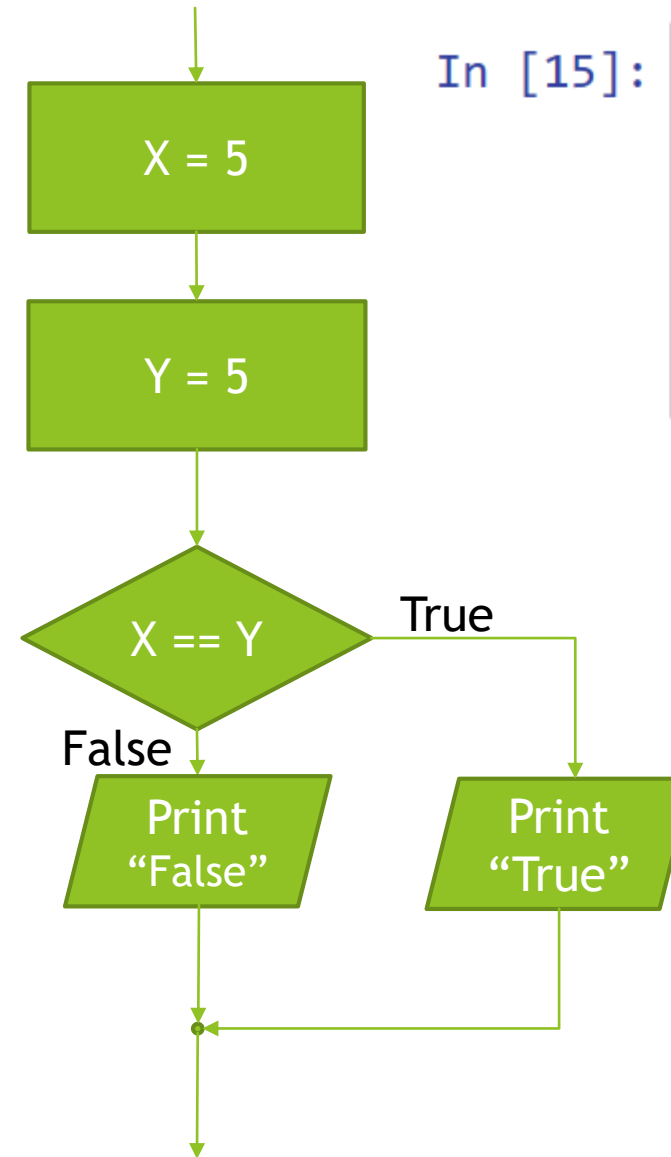 In [15]:
X = 5
Y = 5
X == Y
True
False
Print
“False”
Print
“True”